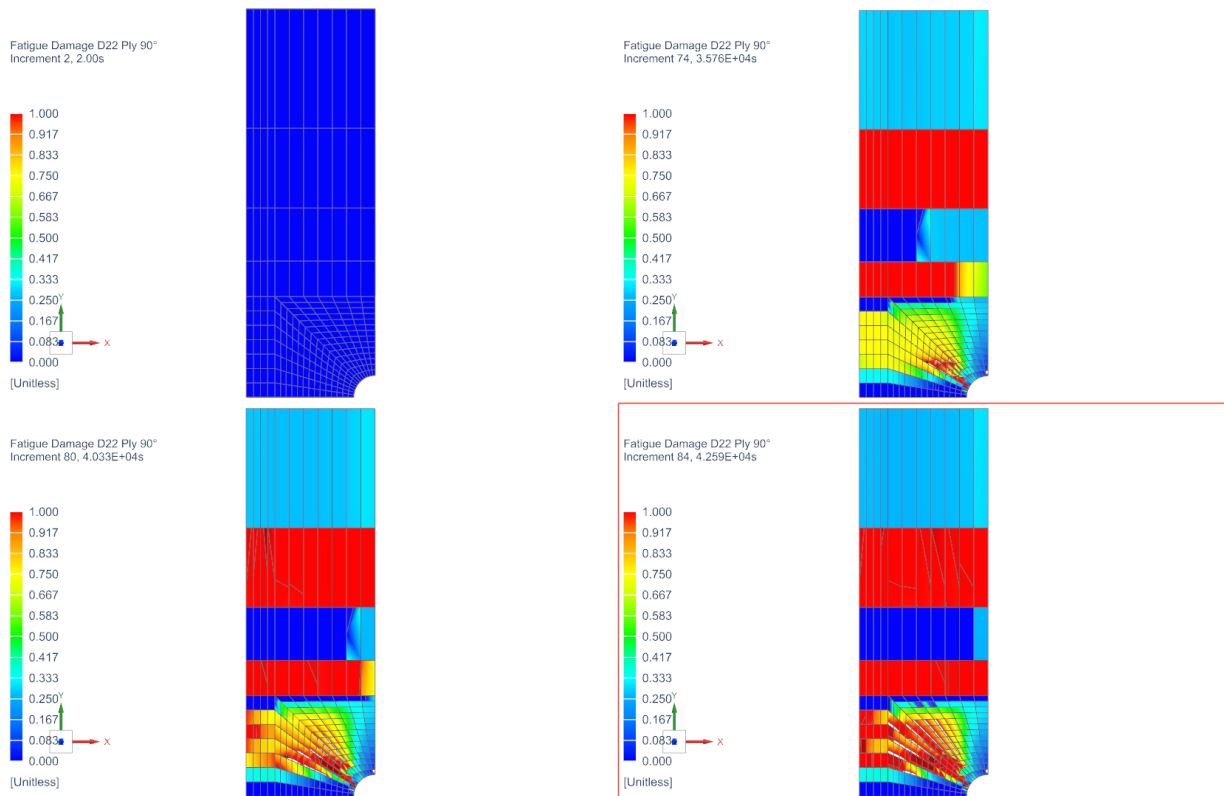 Fatigue Damage D22 Ply 90°
Increment 2, 2.00s
1.000
0.917
0.833
0.750
0.667
0.583
0.500
0.417
0.333
0.250
0.167
0.083
0.000
[Unitless]
Y
X
Fatigue Damage D22 Ply 90°
Increment 74, 3.576E+04s
1.000
0.917
0.833
0.750
0.667
0.583
0.500
0.417
0.333
0.250
0.167
0.083
0.000
[Unitless]
Y
X
Fatigue Damage D22 Ply 90°
Increment 80, 4.033E+04s
1.000
0.917
0.833
0.750
0.667
0.583
0.500
0.417
0.333
0.250
0.167
0.083
0.000
[Unitless]
Y
X
Fatigue Damage D22 Ply 90°
Increment 84, 4.259E+04s
1.000
0.917
0.833
0.750
0.667
0.583
0.500
0.417
0.333
0.250
0.167
0.083
0.000
[Unitless]
Y
X